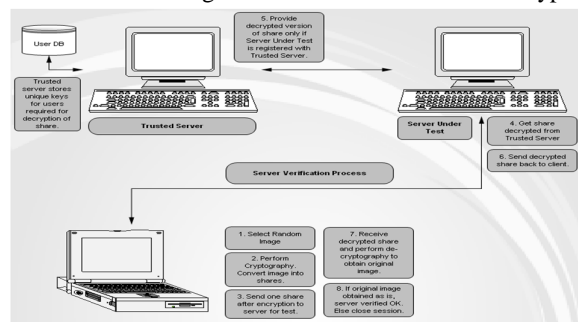 User DB
5. Provide
decrypted version
of share only if
Server Under Test
is registered with
Trusted Server.
Trusted
server stores
unique keys
for users
required for
decryption of
share.
Trusted Server
Server Under
Test
4. Get share
decrypted from
Trusted Server
6. Send decrypted
share back to client.
Server Verification Process
1. Select Random
Image
2. Perform
Cryptography.
Convert image into
shares.
3. Send one share
after encryption to
server for test.
7. Receive
decrypted share
and perform de-
cryptography to
obtain original
image.
8. If original image
obtained as is,
server verified OK.
Else close session.